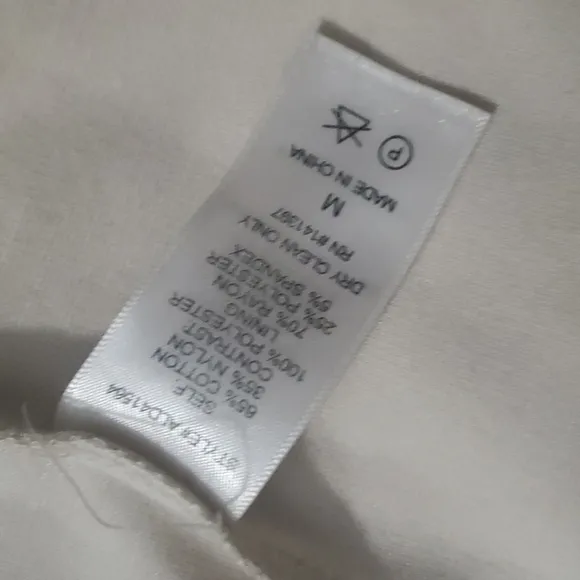 STYLE# ALD41564
SELF
65% COTTON
35% NYLON
CONTRAST
100% POLYESTER
LINING
70% RAYON
25% POLYESTER
5% SPANDEX
DRY CLEAN ONLY
RN #141397
M
MADE IN CHINA
P